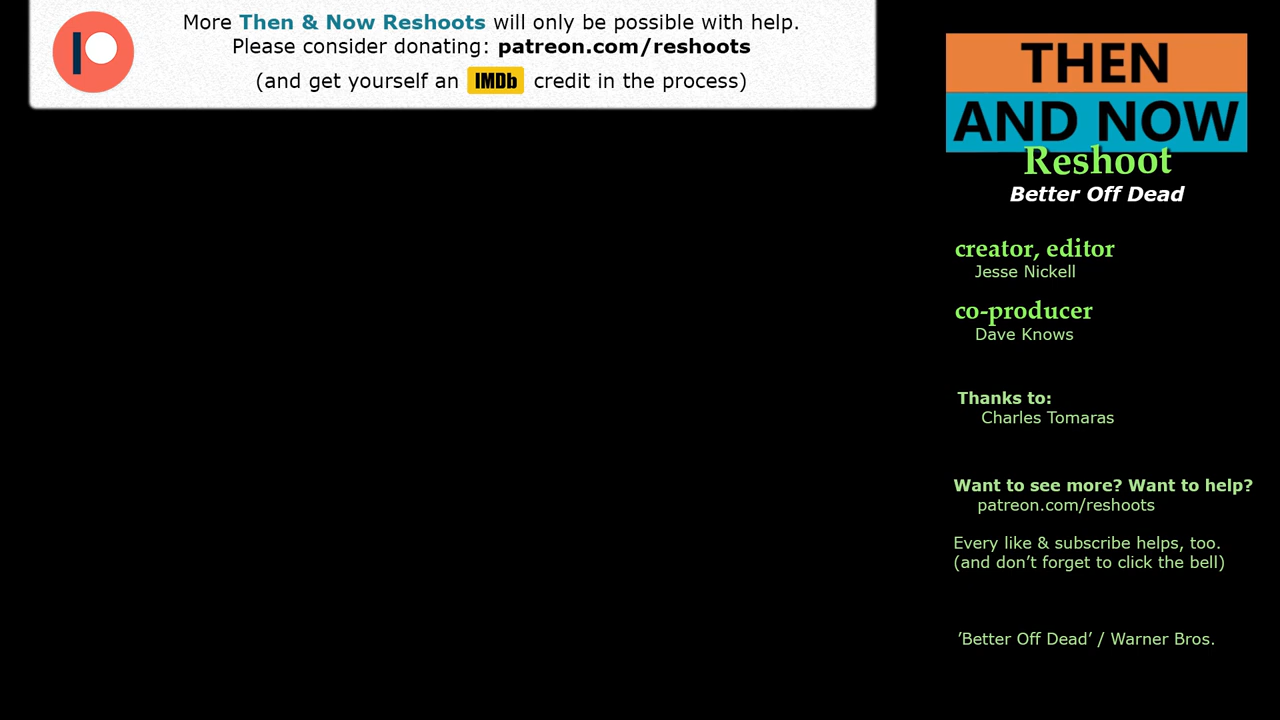 More Then & Now Reshoots will only be possible with help.
Please consider donating: patreon.com/reshoots
(and get yourself an IMDb credit in the process)
THEN
AND NOW
Reshoot
Better Off Dead
creator, editor
Jesse Nickell
co-producer
Dave Knows
Thanks to:
Charles Tomaras
Want to see more? Want to help?
patreon.com/reshoots
Every like & subscribe helps, too.
(and don’t forget to click the bell)
’Better Off Dead’ / Warner Bros.